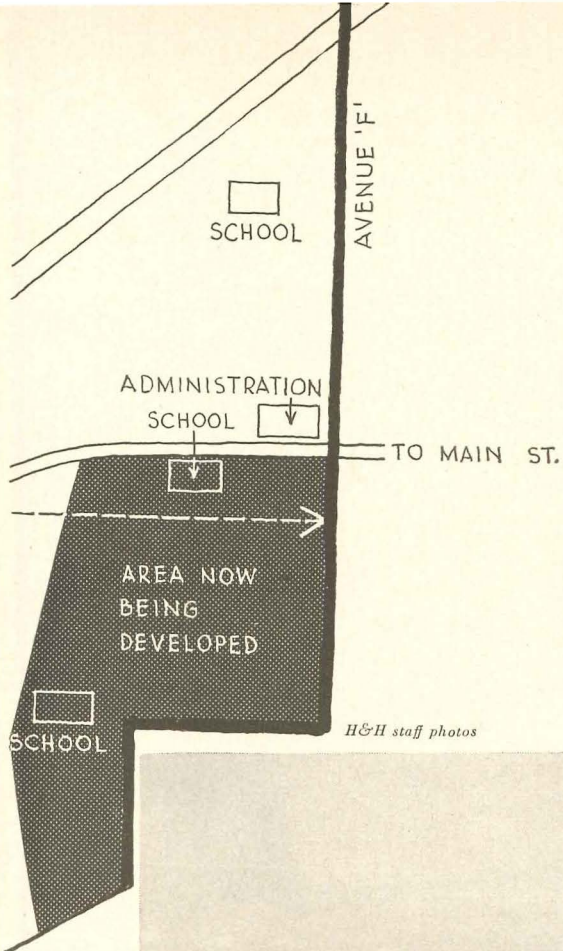 AVENUE 'F'
SCHOOL
ADMINISTRATION
SCHOOL
TO MAIN ST.
AREA NOW
BEING
DEVELOPED
SCHOOL
H&H staff photos